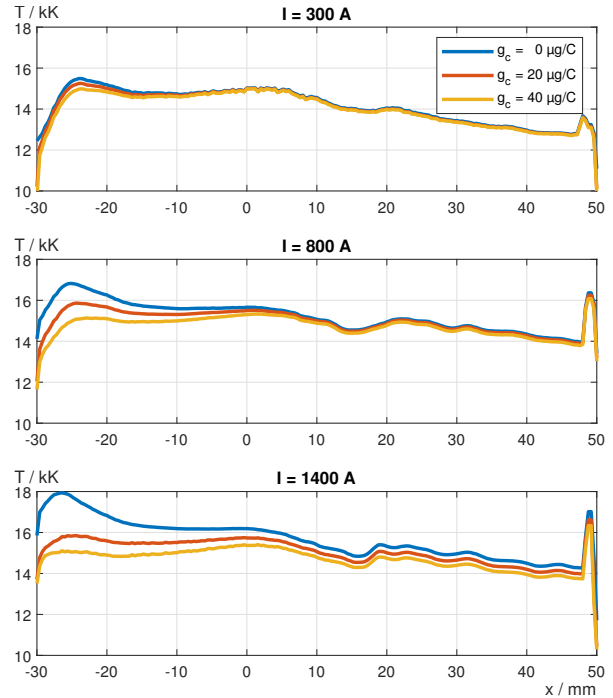 T / kK
I = 300 A
18
16
14
12
10
g_c = 0 µg/C
g_c = 20 µg/C
g_c = 40 µg/C
-30 -20 -10 0 10 20 30 40 50
T / kK
I = 800 A
18
16
14
12
10
-30 -20 -10 0 10 20 30 40 50
T / kK
I = 1400 A
18
16
14
12
10
-30 -20 -10 0 10 20 30 40 50
x / mm